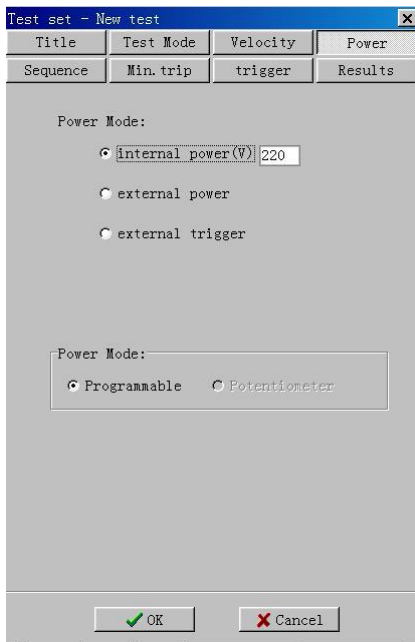 Test set - New test
Title Test Mode Velocity Power
Sequence Min.trip trigger Results
Power Mode:
internal power(V) 220
external power
external trigger
Power Mode:
Programmable Potentiometer
OK Cancel